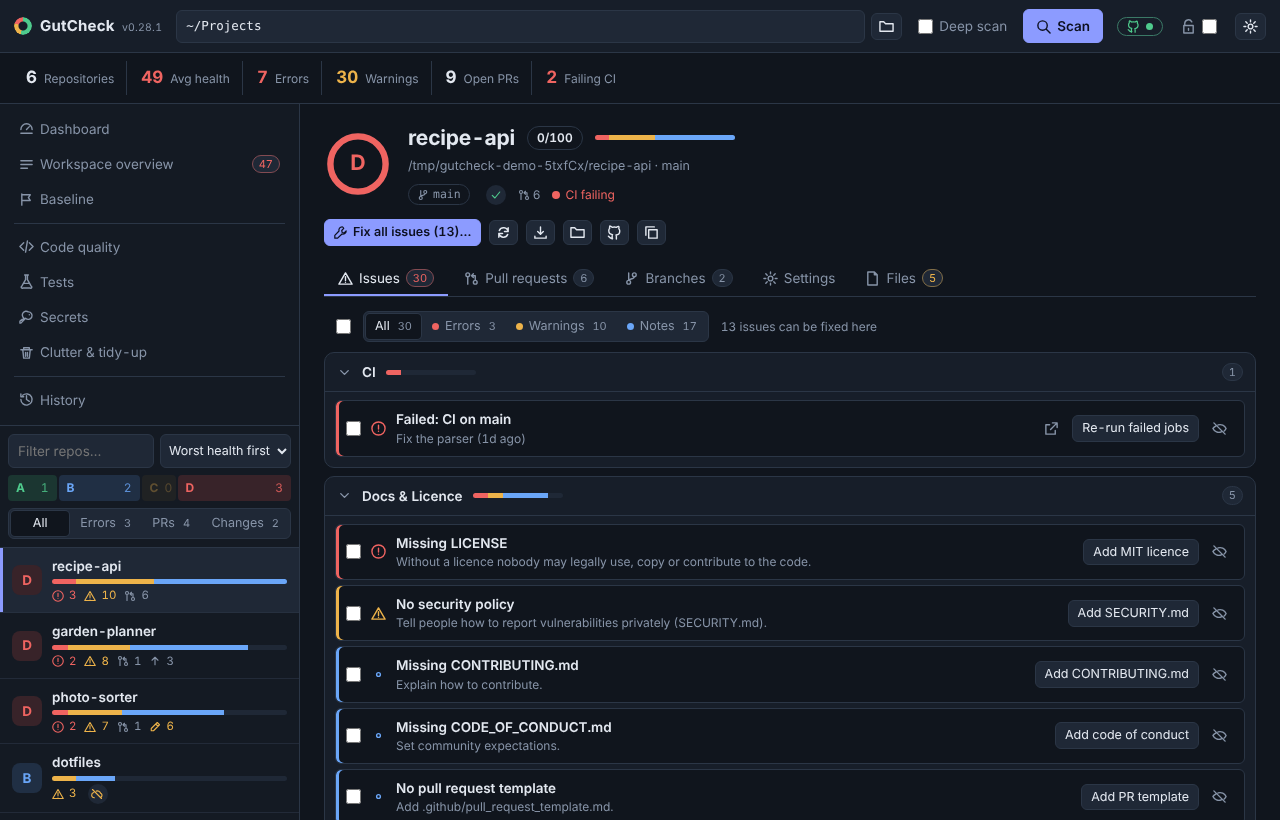 GutCheck v0.28.1 ~/Projects Deep scan Scan
6 Repositories 49 Avg health 7 Errors 30 Warnings 9 Open PRs 2 Failing CI
Dashboard
Workspace overview 47
Baseline
Code quality
Tests
Secrets
Clutter & tidy-up
History
Filter repos... Worst health first
A 1 B 2 C 0 D 3
All Errors 3 PRs 4 Changes 2
D recipe-api
3 10 6
D garden-planner
2 8 1 3
D photo-sorter
2 7 1 6
B dotfiles
3
D recipe-api 0/100
/tmp/gutcheck-demo-5txfCx/recipe-api · main
main 6 CI failing
Fix all issues (13)...
Issues 30 Pull requests 6 Branches 2 Settings Files 5
All 30 Errors 3 Warnings 10 Notes 17 13 issues can be fixed here
CI 1
Failed: CI on main
Fix the parser (1d ago)
Re-run failed jobs
Docs & Licence 5
Missing LICENSE
Without a licence nobody may legally use, copy or contribute to the code.
Add MIT licence
No security policy
Tell people how to report vulnerabilities privately (SECURITY.md).
Add SECURITY.md
Missing CONTRIBUTING.md
Explain how to contribute.
Add CONTRIBUTING.md
Missing CODE_OF_CONDUCT.md
Set community expectations.
Add code of conduct
No pull request template
Add .github/pull_request_template.md.
Add PR template